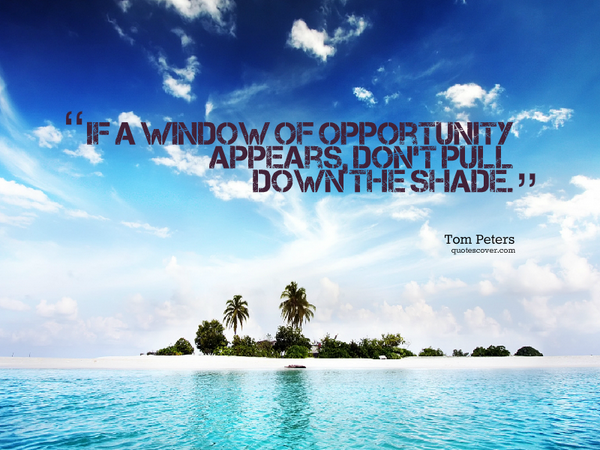 “IF A WINDOW OF OPPORTUNITY
APPEARS, DON'T PULL
DOWN THE SHADE.”
Tom Peters
quotescover.com